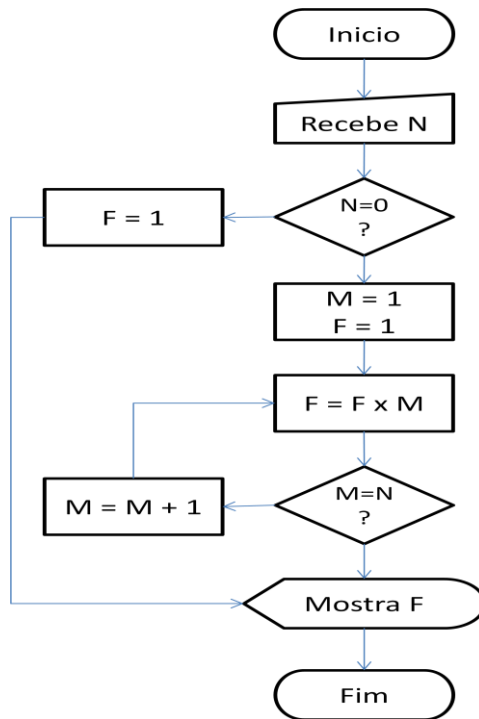 Inicio
Recebe N
N=0
?
F = 1
M = 1
F = 1
F = F x M
M=N
?
M = M + 1
Mostra F
Fim